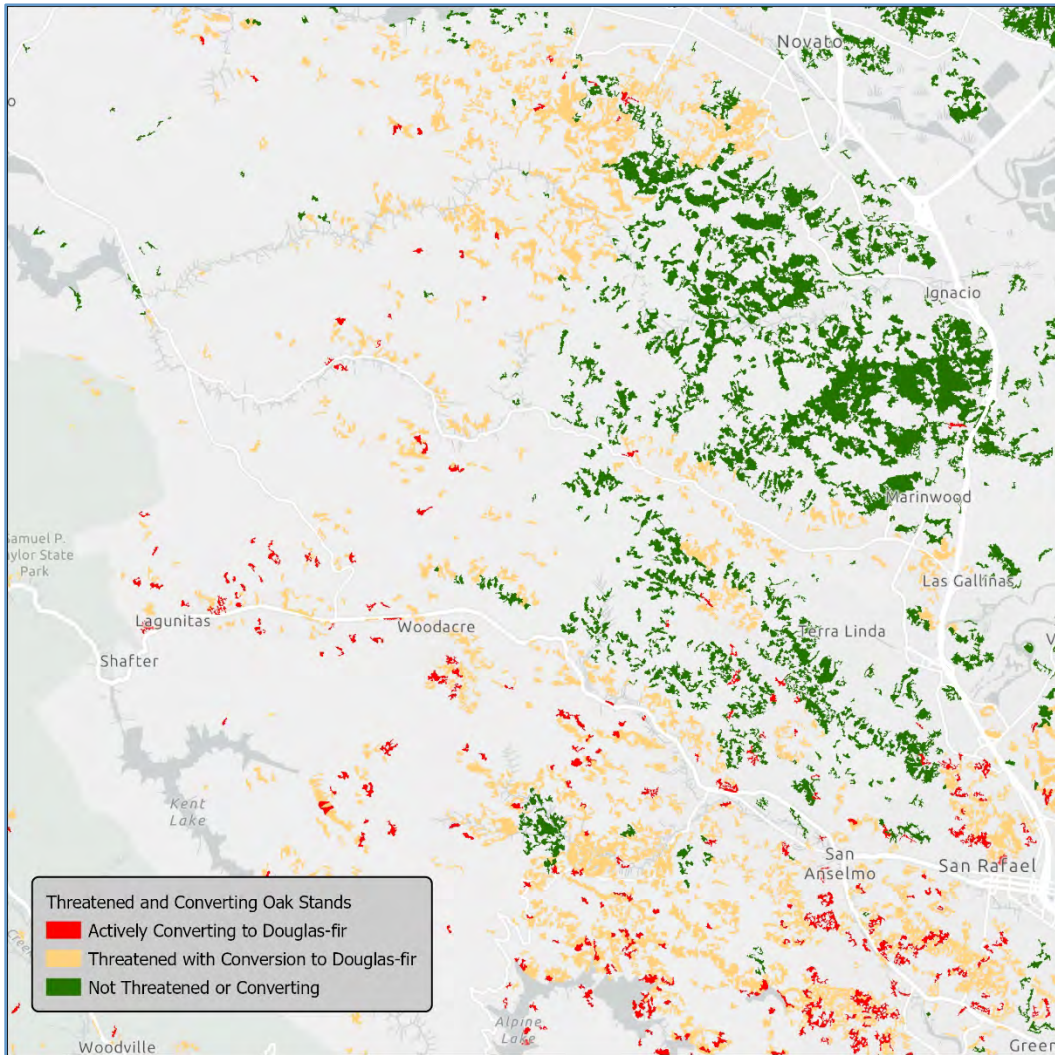 Novato
Ignacio
Marinwood
Samuel P.
aylor State
Park
Las Gallinas
Lagunitas
Woodacre
Terra Linda
V
Shafter
Kent
Lake
San
Anselmo
San Rafael
Threatened and Converting Oak Stands
Actively Converting to Douglas-fir
Threatened with Conversion to Douglas-fir
Not Threatened or Converting
Cree
Alpine
Lake
Woodville
Green
o